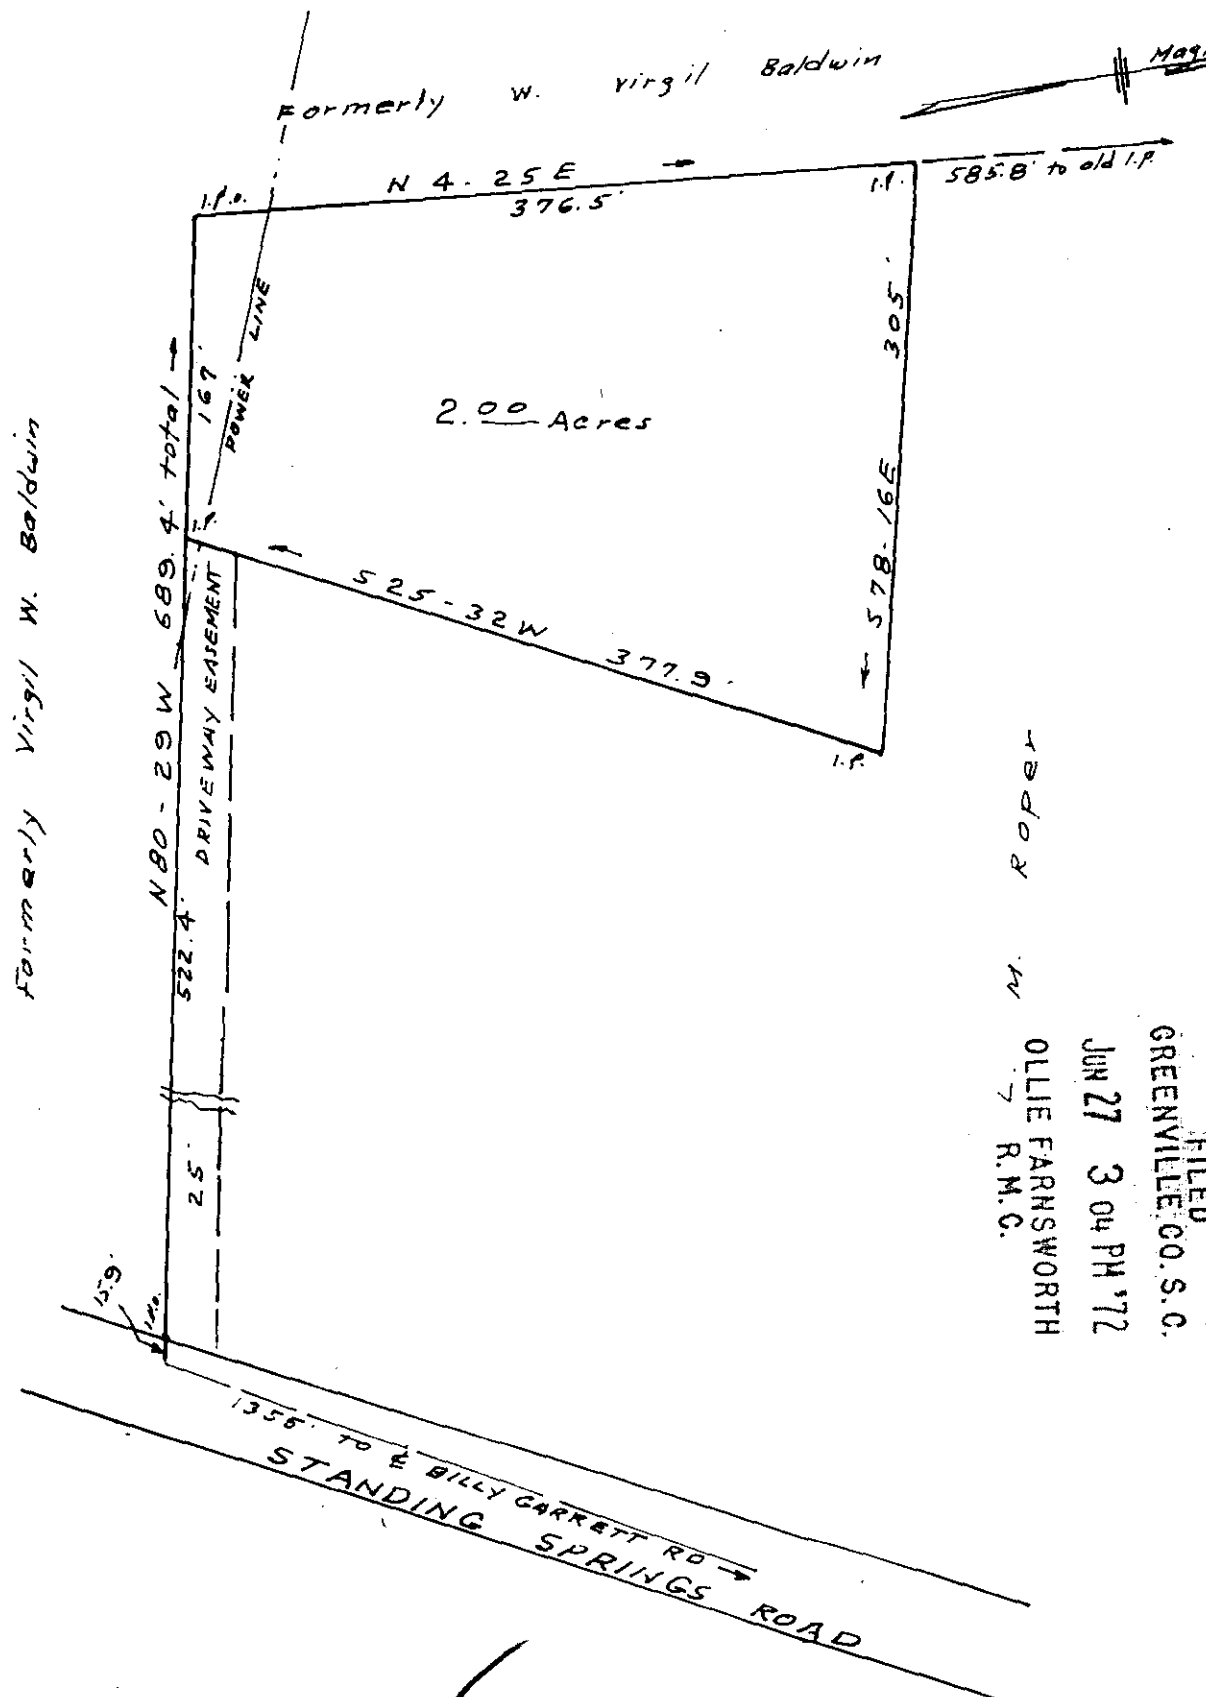 Formerly W. Virgil Baldwin
Mag.
N 4-25 E
376.5'
I.P.o.
I.P.
585.8' to old I.P.
POWER LINE
167'
305'
S 78-16 E
2.00 Acres
N 80-29 W 689.4' total
I.P.
S 25-32 W 377.9'
I.P.
DRIVEWAY EASEMENT
522.4'
25'
Formerly Virgil W. Baldwin
M. Roper
FILED
GREENVILLE CO. S. C.
JUN 27 3 04 PM '72
OLLIE FARNSWORTH
R.M.C.
15.9'
I.P.o.
1355' TO ℄ BILLY GARRETT RD
STANDING SPRINGS ROAD